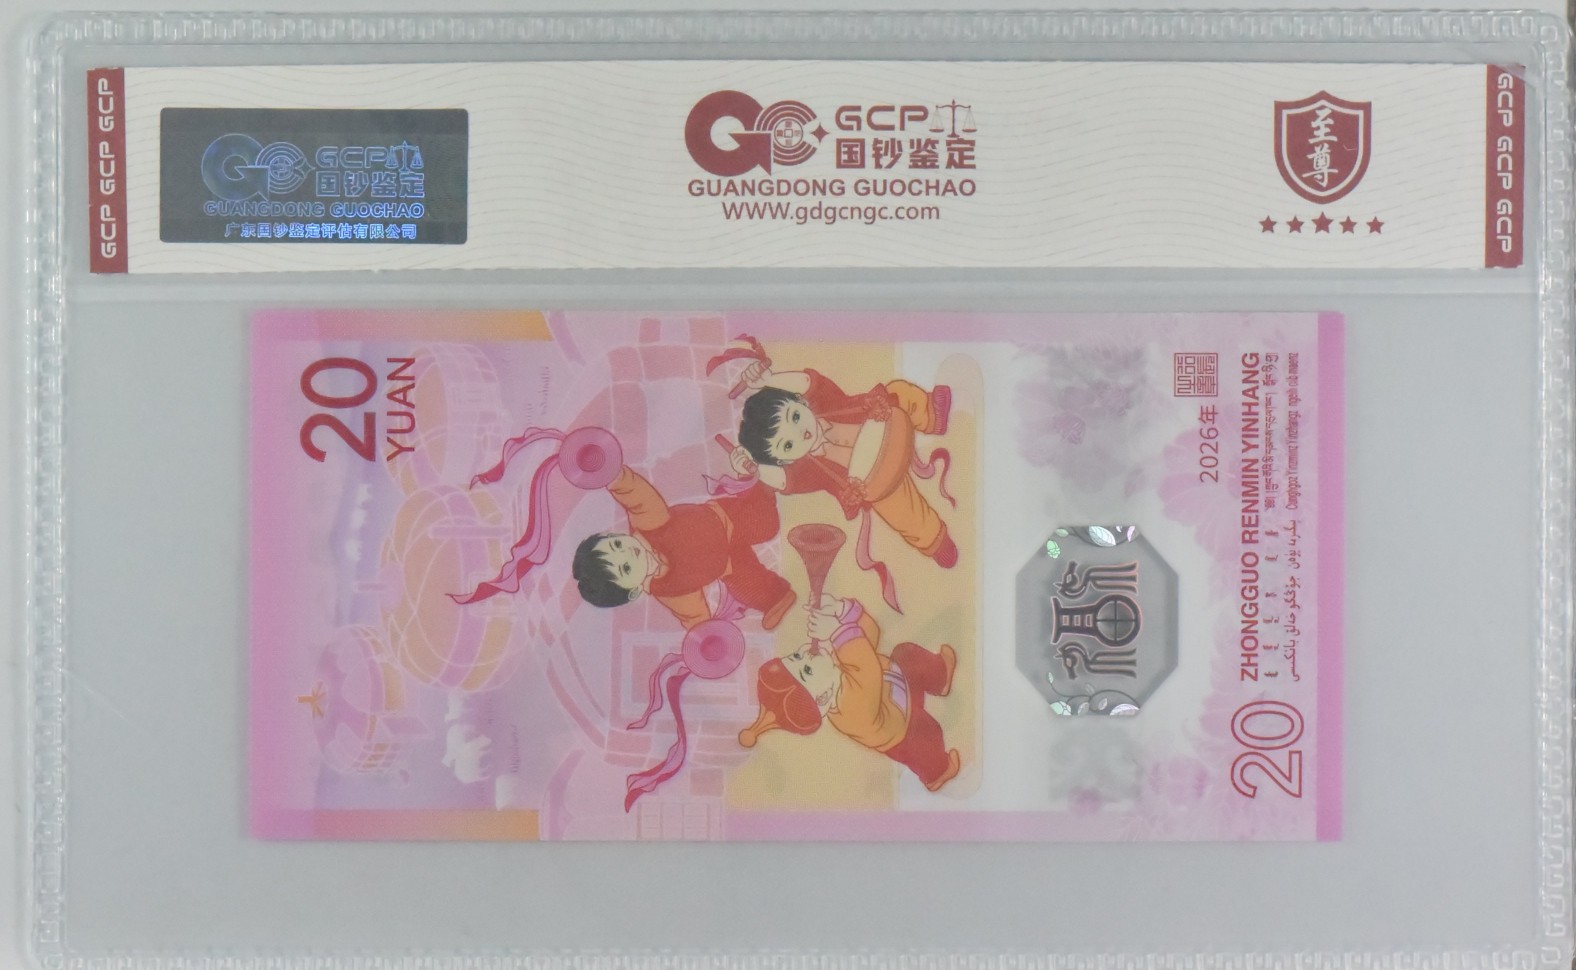 GCP GCP GCP
GCP
国钞鉴定
GUANGDONG GUOCHAO
广东国钞鉴定评估有限公司
GCP
国钞鉴定
GUANGDONG GUOCHAO
WWW.gdgcngc.com
至尊
GCP GCP GCP
20
YUAN
2026年
ZHONGGUO RENMIN YINHANG
20